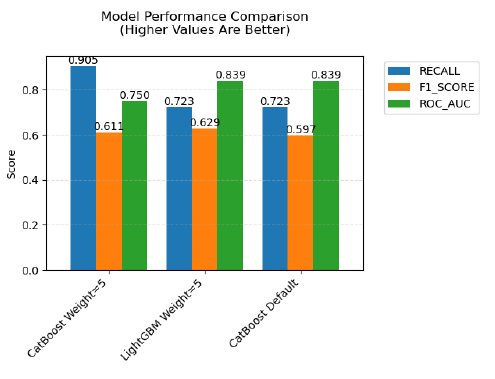 Model Performance Comparison
(Higher Values Are Better)
0.905
0.611
0.750
0.723
0.629
0.839
0.723
0.597
0.839
RECALL
F1_SCORE
ROC_AUC
Score
0.8
0.6
0.4
0.2
0.0
CatBoost Weight=5
LightGBM Weight=5
CatBoost Default